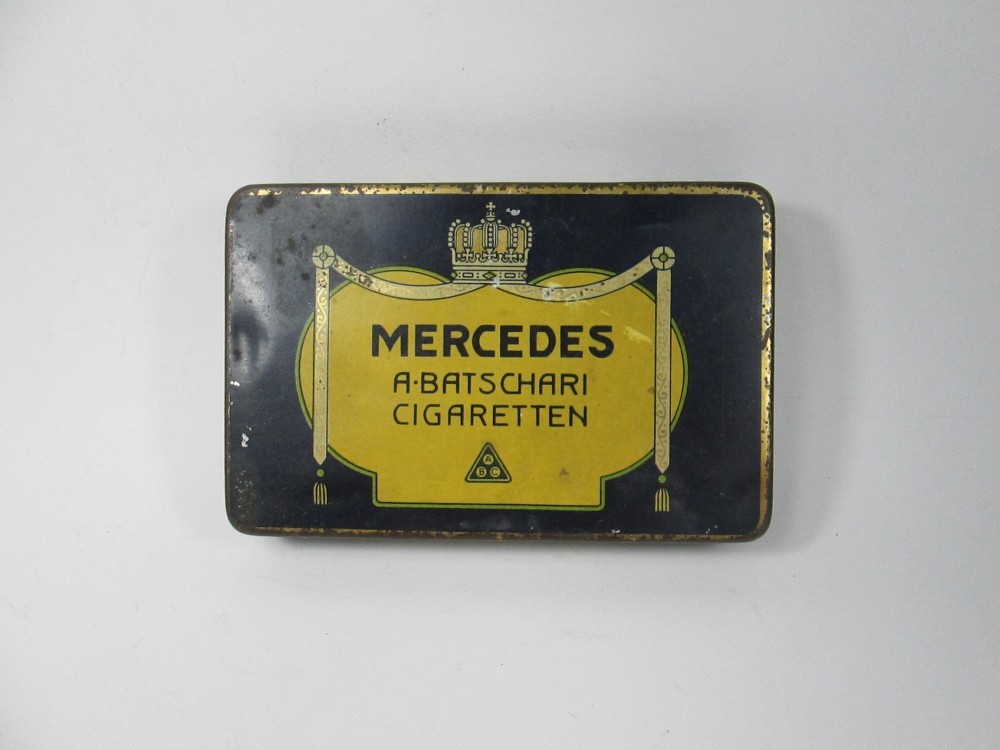 MERCEDES
A·BATSCHARI
CIGARETTEN
A
B C